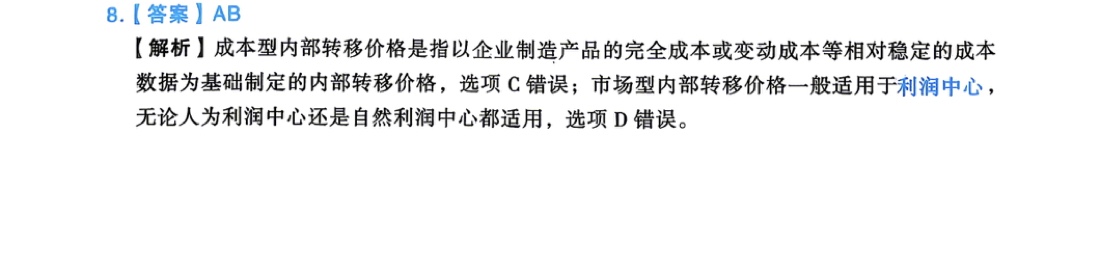 8.【答案】AB
【解析】成本型内部转移价格是指以企业制造产品的完全成本或变动成本等相对稳定的成本
数据为基础制定的内部转移价格，选项 C 错误；市场型内部转移价格一般适用于利润中心，
无论人为利润中心还是自然利润中心都适用，选项 D 错误。